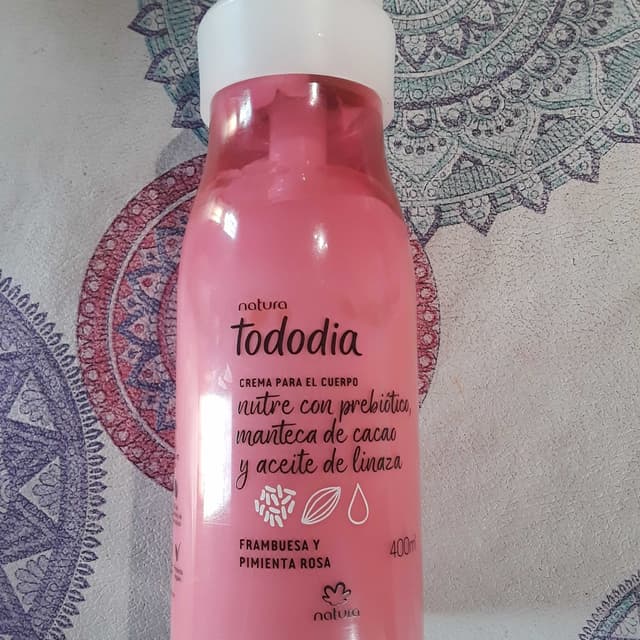 natura
tododia
CREMA PARA EL CUERPO
nutre con prebiótico,
manteca de cacao
y aceite de linaza
FRAMBUESA Y
PIMIENTA ROSA
400ml
natura